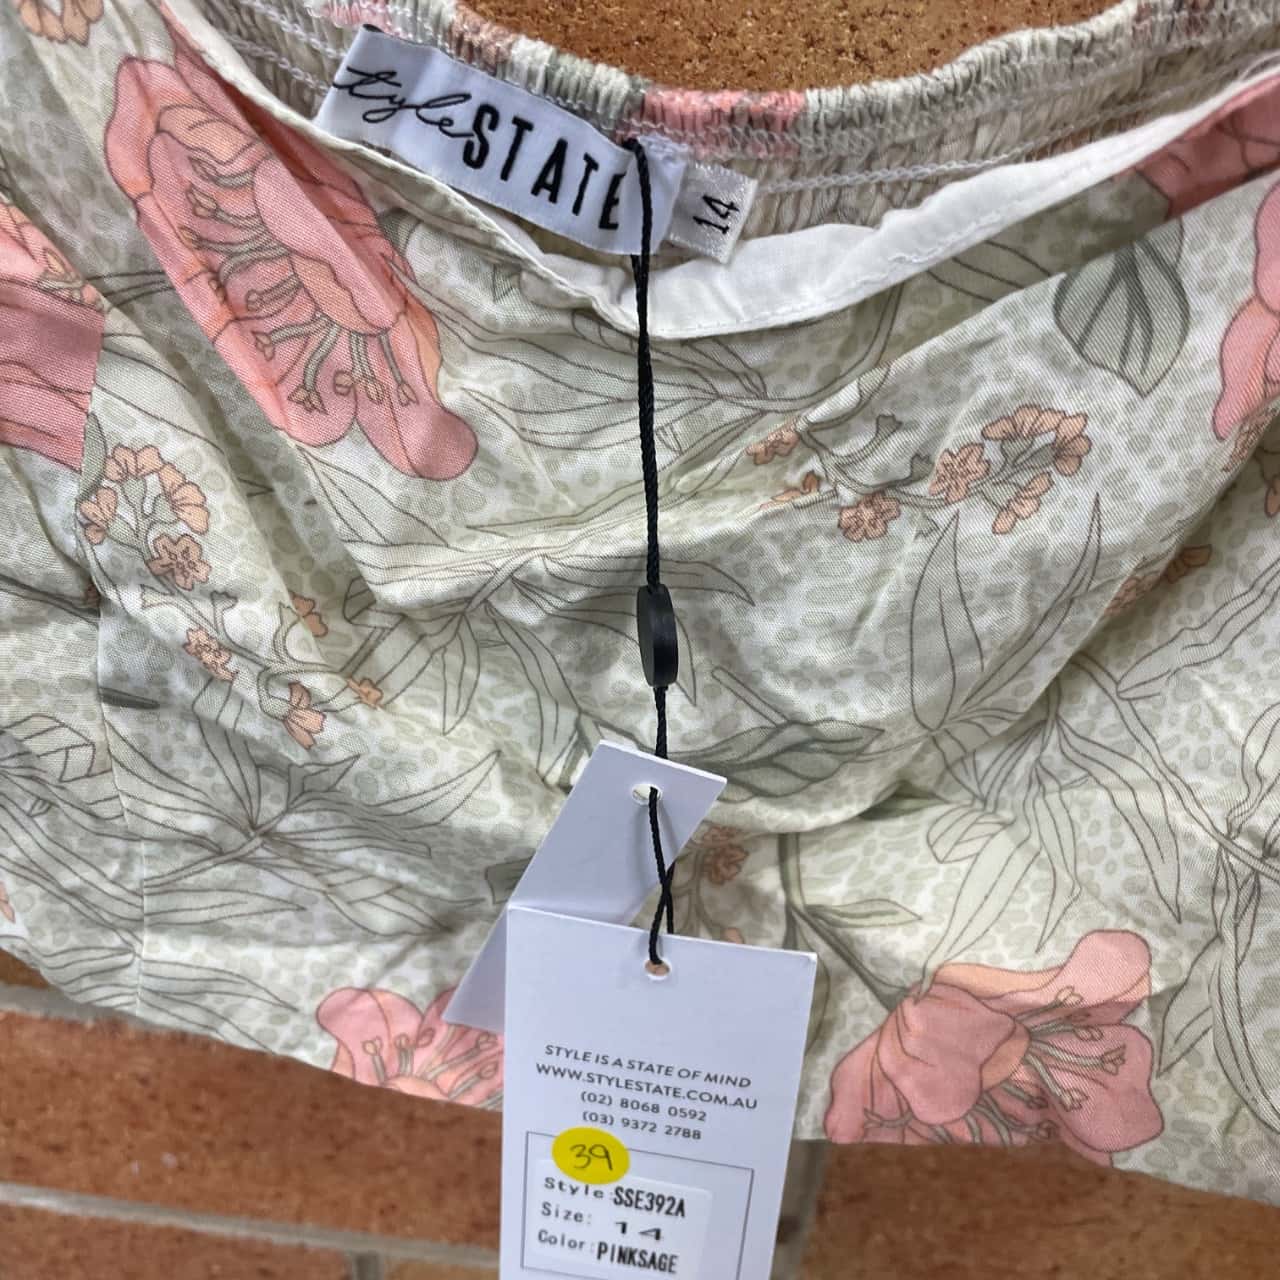 style STATE
14
STYLE IS A STATE OF MIND
WWW.STYLESTATE.COM.AU
(02) 8068 0592
(03) 9372 2788
39
Style: SSE392A
Size: 14
Color: PINKSAGE